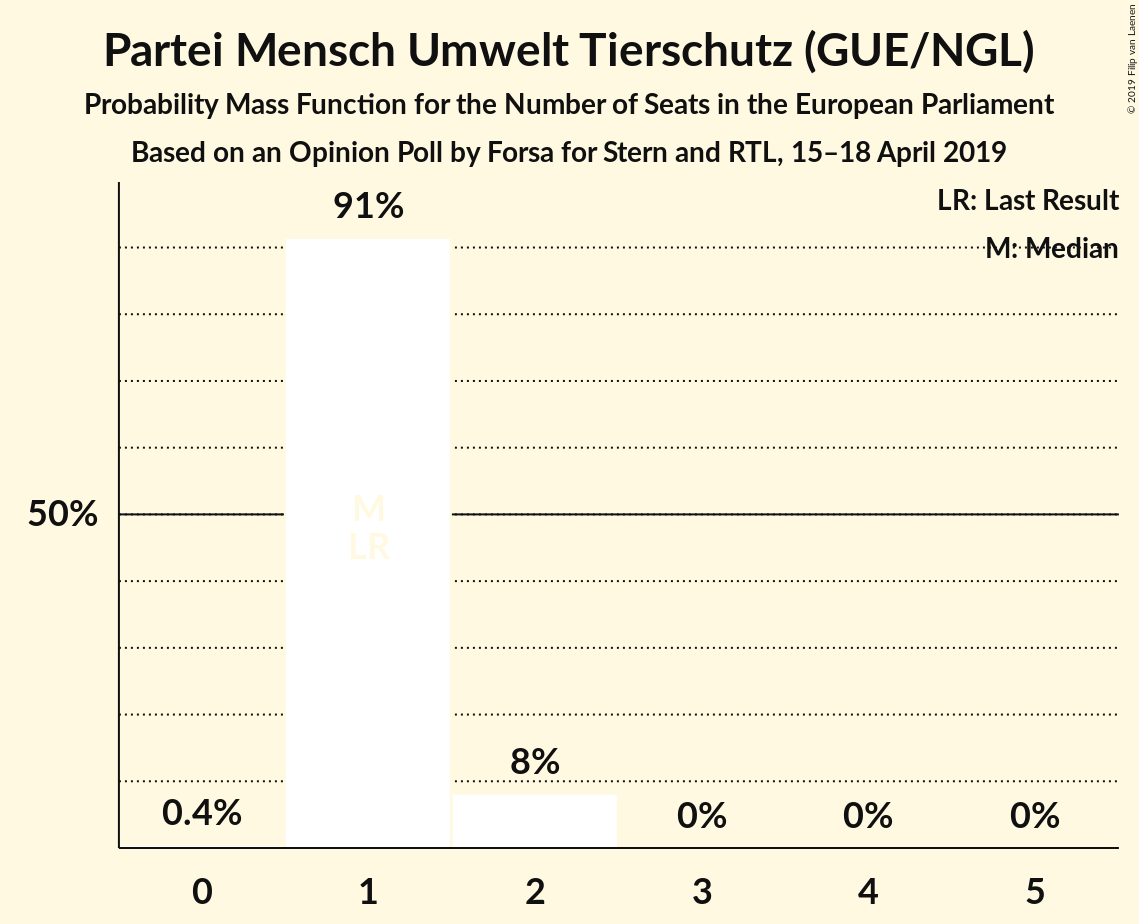 Partei Mensch Umwelt Tierschutz (GUE/NGL)
Probability Mass Function for the Number of Seats in the European Parliament
Based on an Opinion Poll by Forsa for Stern and RTL, 15–18 April 2019
© 2019 Filip van Laenen
LR: Last Result
M: Median
91%
50%
M
LR
8%
0.4%
0%
0%
0%
0
1
2
3
4
5